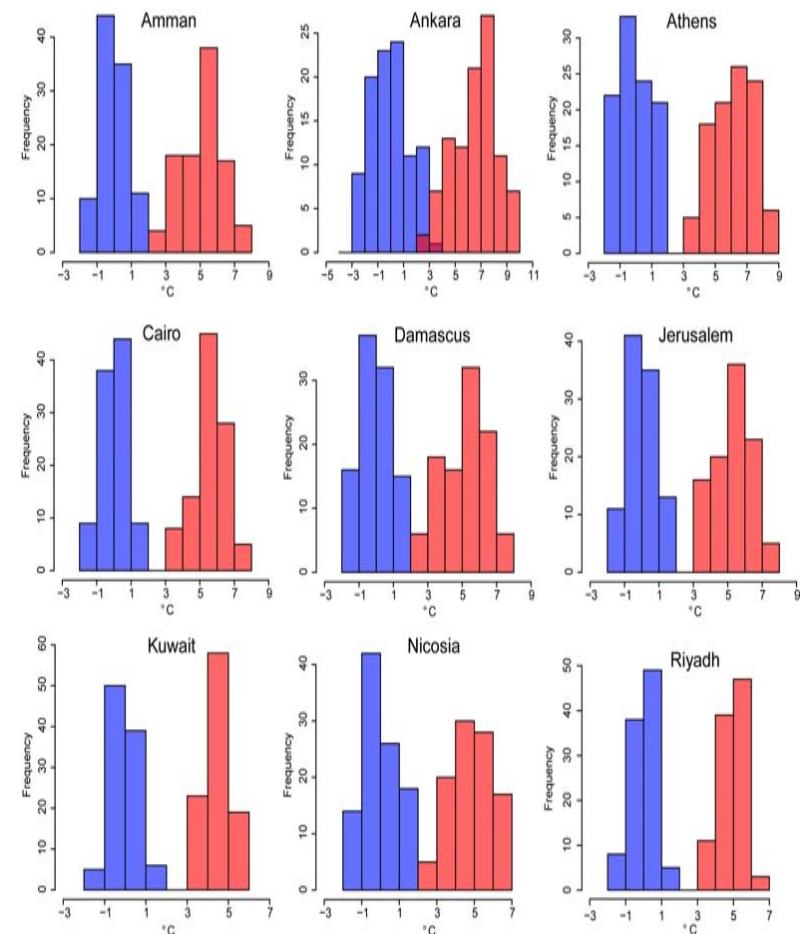 Amman
Frequency
0 10 20 30 40
−3 −1 1 3 5 7 9
°C
Ankara
Frequency
0 5 10 15 20 25
−5 −3 −1 1 3 5 7 9 11
°C
Athens
Frequency
0 5 10 15 20 25 30
−3 −1 1 3 5 7 9
°C
Cairo
Frequency
0 10 20 30 40
−3 −1 1 3 5 7 9
°C
Damascus
Frequency
0 10 20 30
−3 −1 1 3 5 7 9
°C
Jerusalem
Frequency
0 10 20 30 40
−3 −1 1 3 5 7 9
°C
Kuwait
Frequency
0 10 20 30 40 50 60
−3 −1 1 3 5 7
°C
Nicosia
Frequency
0 10 20 30 40
−3 −1 1 3 5 7
°C
Riyadh
Frequency
0 10 20 30 40 50
−3 −1 1 3 5 7
°C